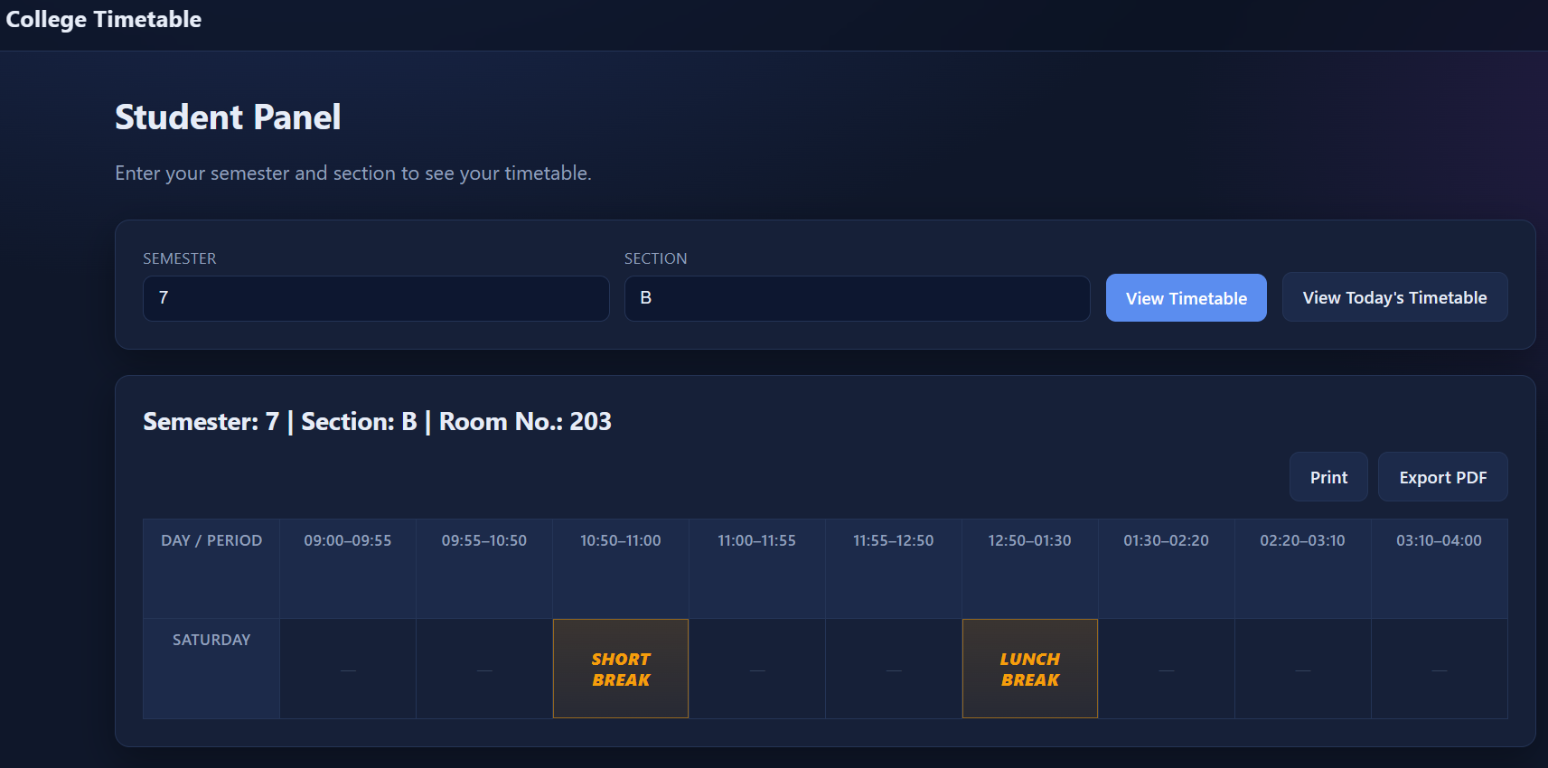 College Timetable
Student Panel
Enter your semester and section to see your timetable.
SEMESTER
SECTION
7
B
View Timetable
View Today's Timetable
Semester: 7 | Section: B | Room No.: 203
Print
Export PDF
DAY / PERIOD
09:00–09:55
09:55–10:50
10:50–11:00
11:00–11:55
11:55–12:50
12:50–01:30
01:30–02:20
02:20–03:10
03:10–04:00
SATURDAY
—
—
SHORT
BREAK
—
—
LUNCH
BREAK
—
—
—